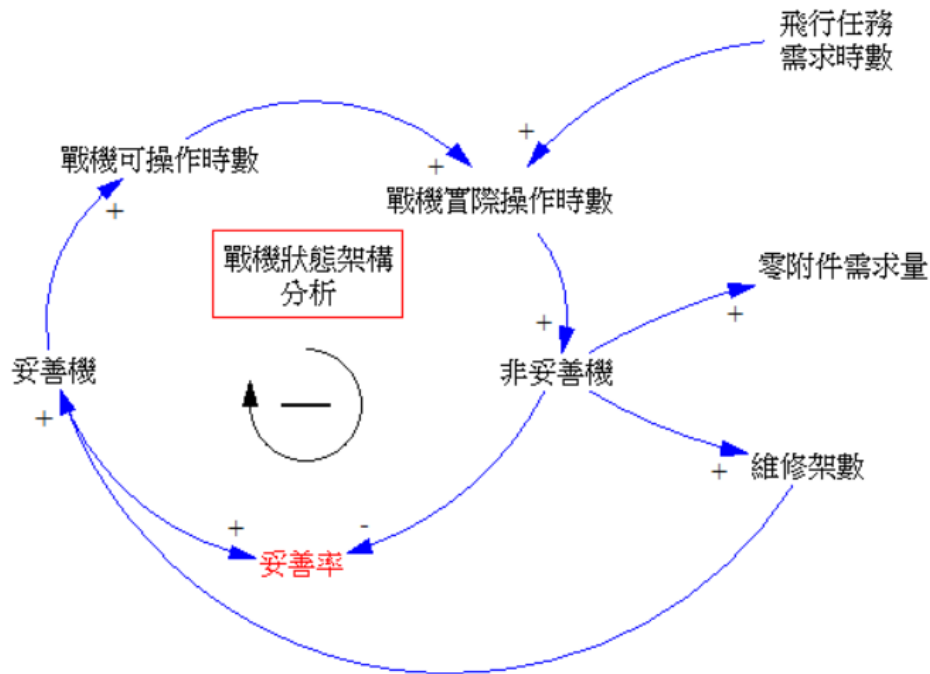 飛行任務
需求時數
+
戰機可操作時數
+
+
戰機實際操作時數
戰機狀態架構
分析
零附件需求量
+
+
妥善機
非妥善機
+
維修架數
+
+
-
妥善率